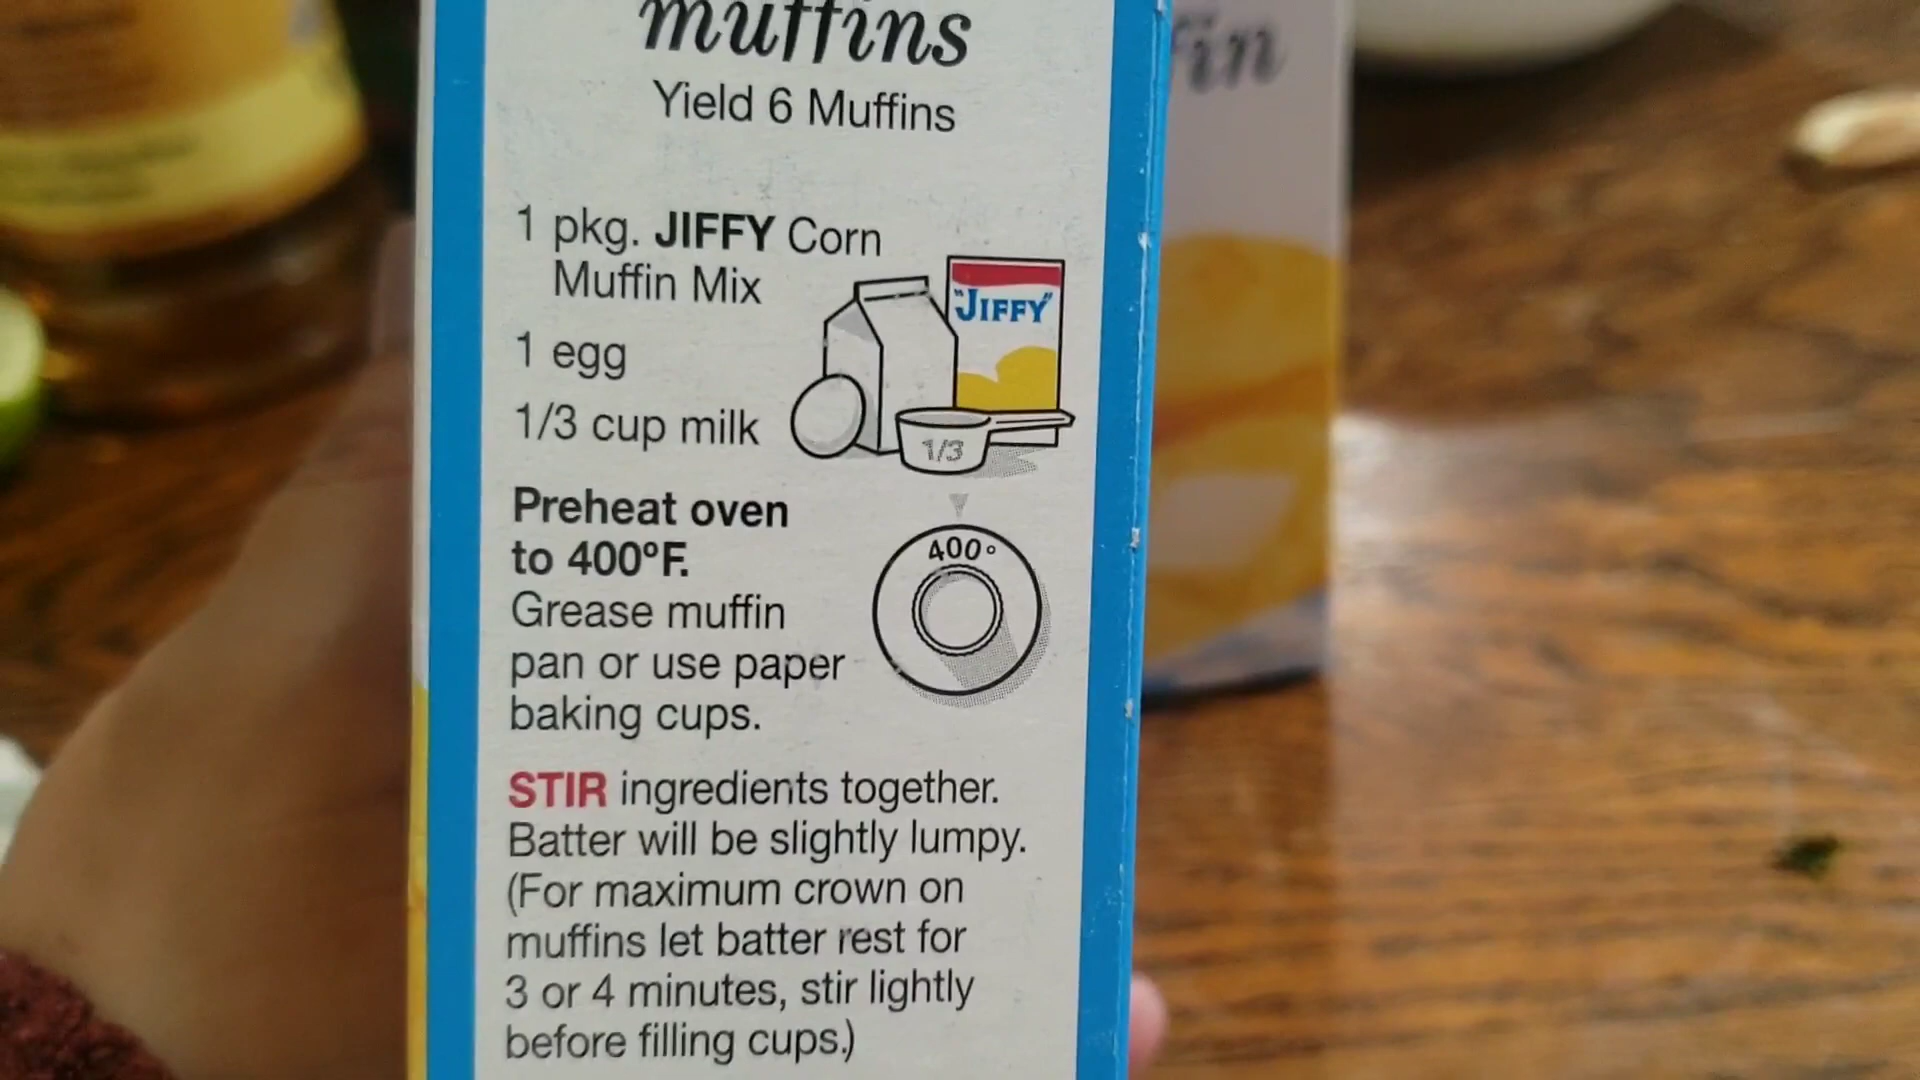 muffins
Yield 6 Muffins
1 pkg. JIFFY Corn
Muffin Mix
1 egg
1/3 cup milk
"JIFFY"
1/3
Preheat oven
to 400°F.
400°
Grease muffin
pan or use paper
baking cups.
STIR ingredients together.
Batter will be slightly lumpy.
(For maximum crown on
muffins let batter rest for
3 or 4 minutes, stir lightly
before filling cups.)